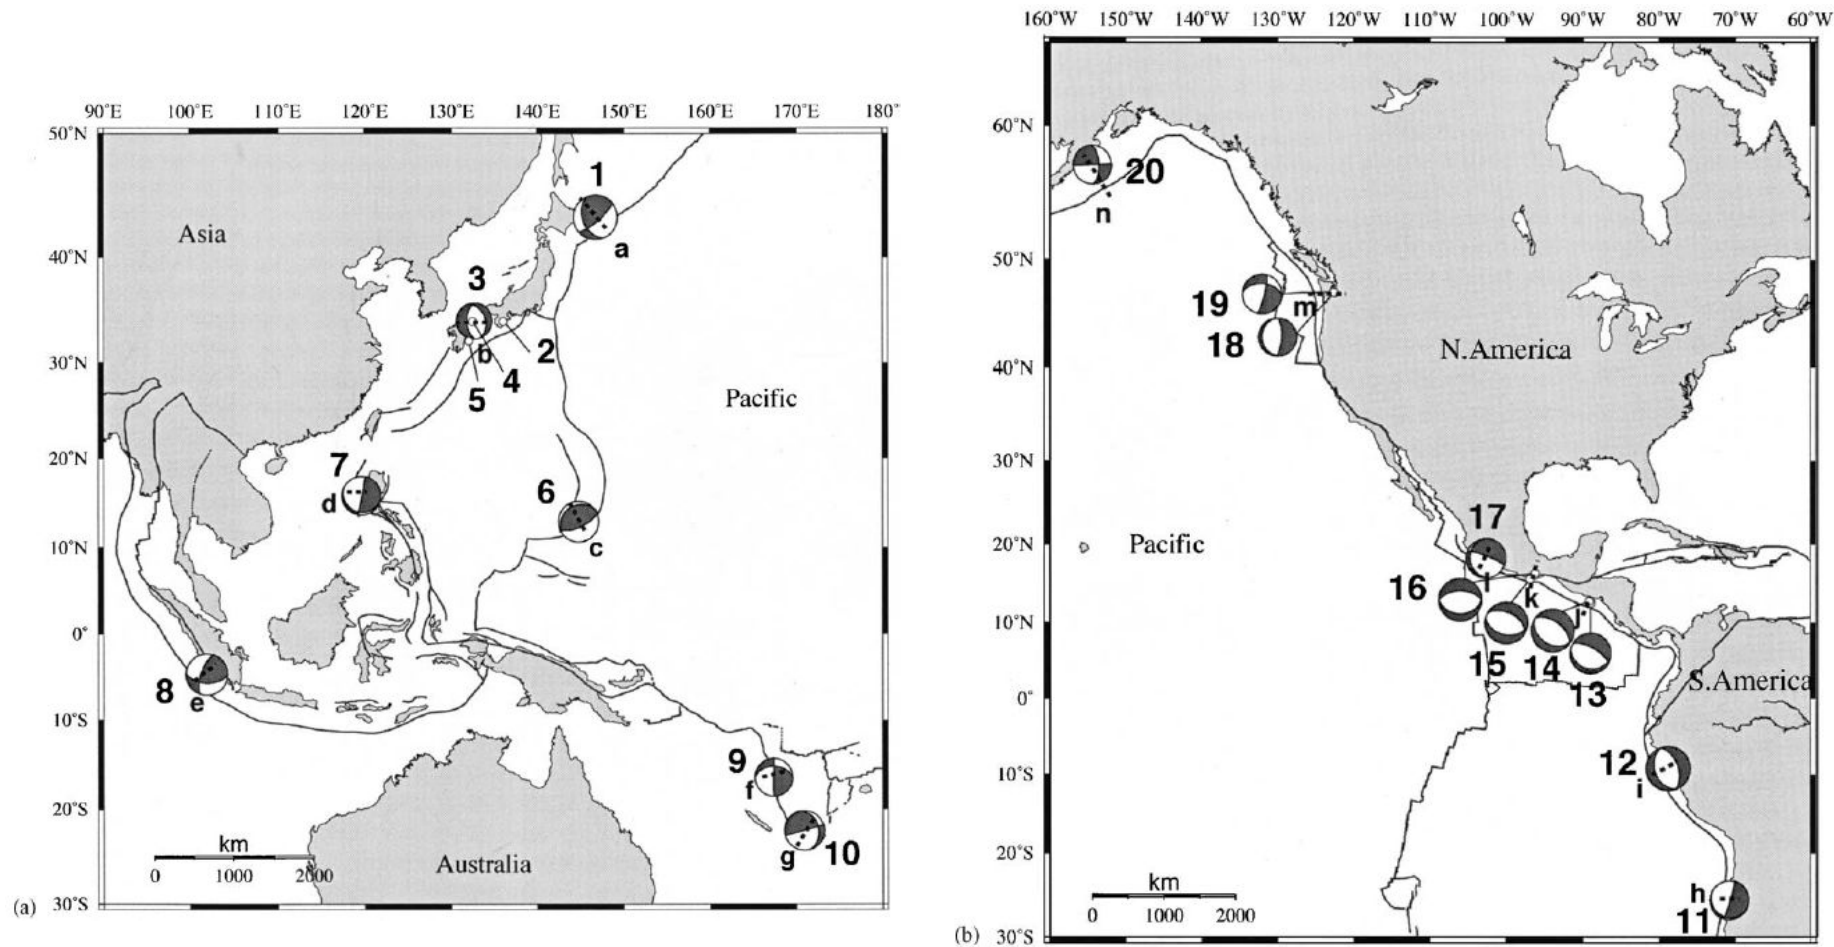 90°E 100°E 110°E 120°E 130°E 140°E 150°E 160°E 170°E 180°
50°N
40°N
30°N
20°N
10°N
0°
10°S
20°S
30°S
Asia
Pacific
Australia
1
a
3
b
2
4
5
7
d
6
c
8
e
9
f
g
10
km
0 1000 2000
(a)
160°W 150°W 140°W 130°W 120°W 110°W 100°W 90°W 80°W 70°W 60°W
60°N
50°N
40°N
30°N
20°N
10°N
0°
10°S
20°S
30°S
20
n
19
m
18
N.America
Pacific
17
l
16
k
j
15
14
13
S.America
12
i
h
11
km
0 1000 2000
(b)